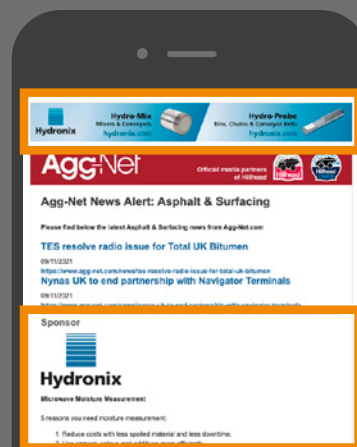 Hydronix
Hydro-Mix
Mixers & Conveyors
hydronix.com
Hydro-Probe
Bins, Chutes & Conveyor Belts
hydronix.com
Agg-Net
Official media partners
of Hillhead
Agg-Net News Alert: Asphalt & Surfacing
Please find below the latest Asphalt & Surfacing news from Agg-Net.com
TES resolve radio issue for Total UK Bitumen
09/11/2021
https://www.agg-net.com/news/tes-resolve-radio-issue-for-total-uk-bitumen
Nynas UK to end partnership with Navigator Terminals
09/11/2021
Sponsor
Hydronix
Microwave Moisture Measurement
5 reasons you need moisture measurement:
1. Reduce costs with less spoiled material and less downtime.